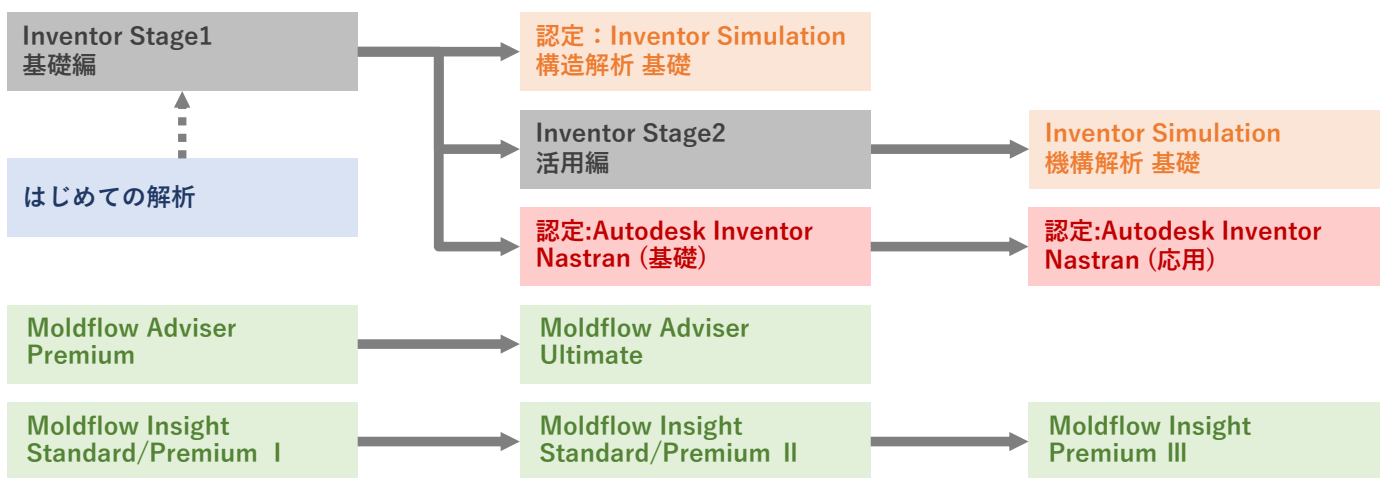 Inventor Stage1
基礎編
認定：Inventor Simulation
構造解析 基礎
Inventor Stage2
活用編
Inventor Simulation
機構解析 基礎
はじめての解析
認定:Autodesk Inventor
Nastran (基礎)
認定:Autodesk Inventor
Nastran (応用)
Moldflow Adviser
Premium
Moldflow Adviser
Ultimate
Moldflow Insight
Standard/Premium Ⅰ
Moldflow Insight
Standard/Premium Ⅱ
Moldflow Insight
Premium Ⅲ